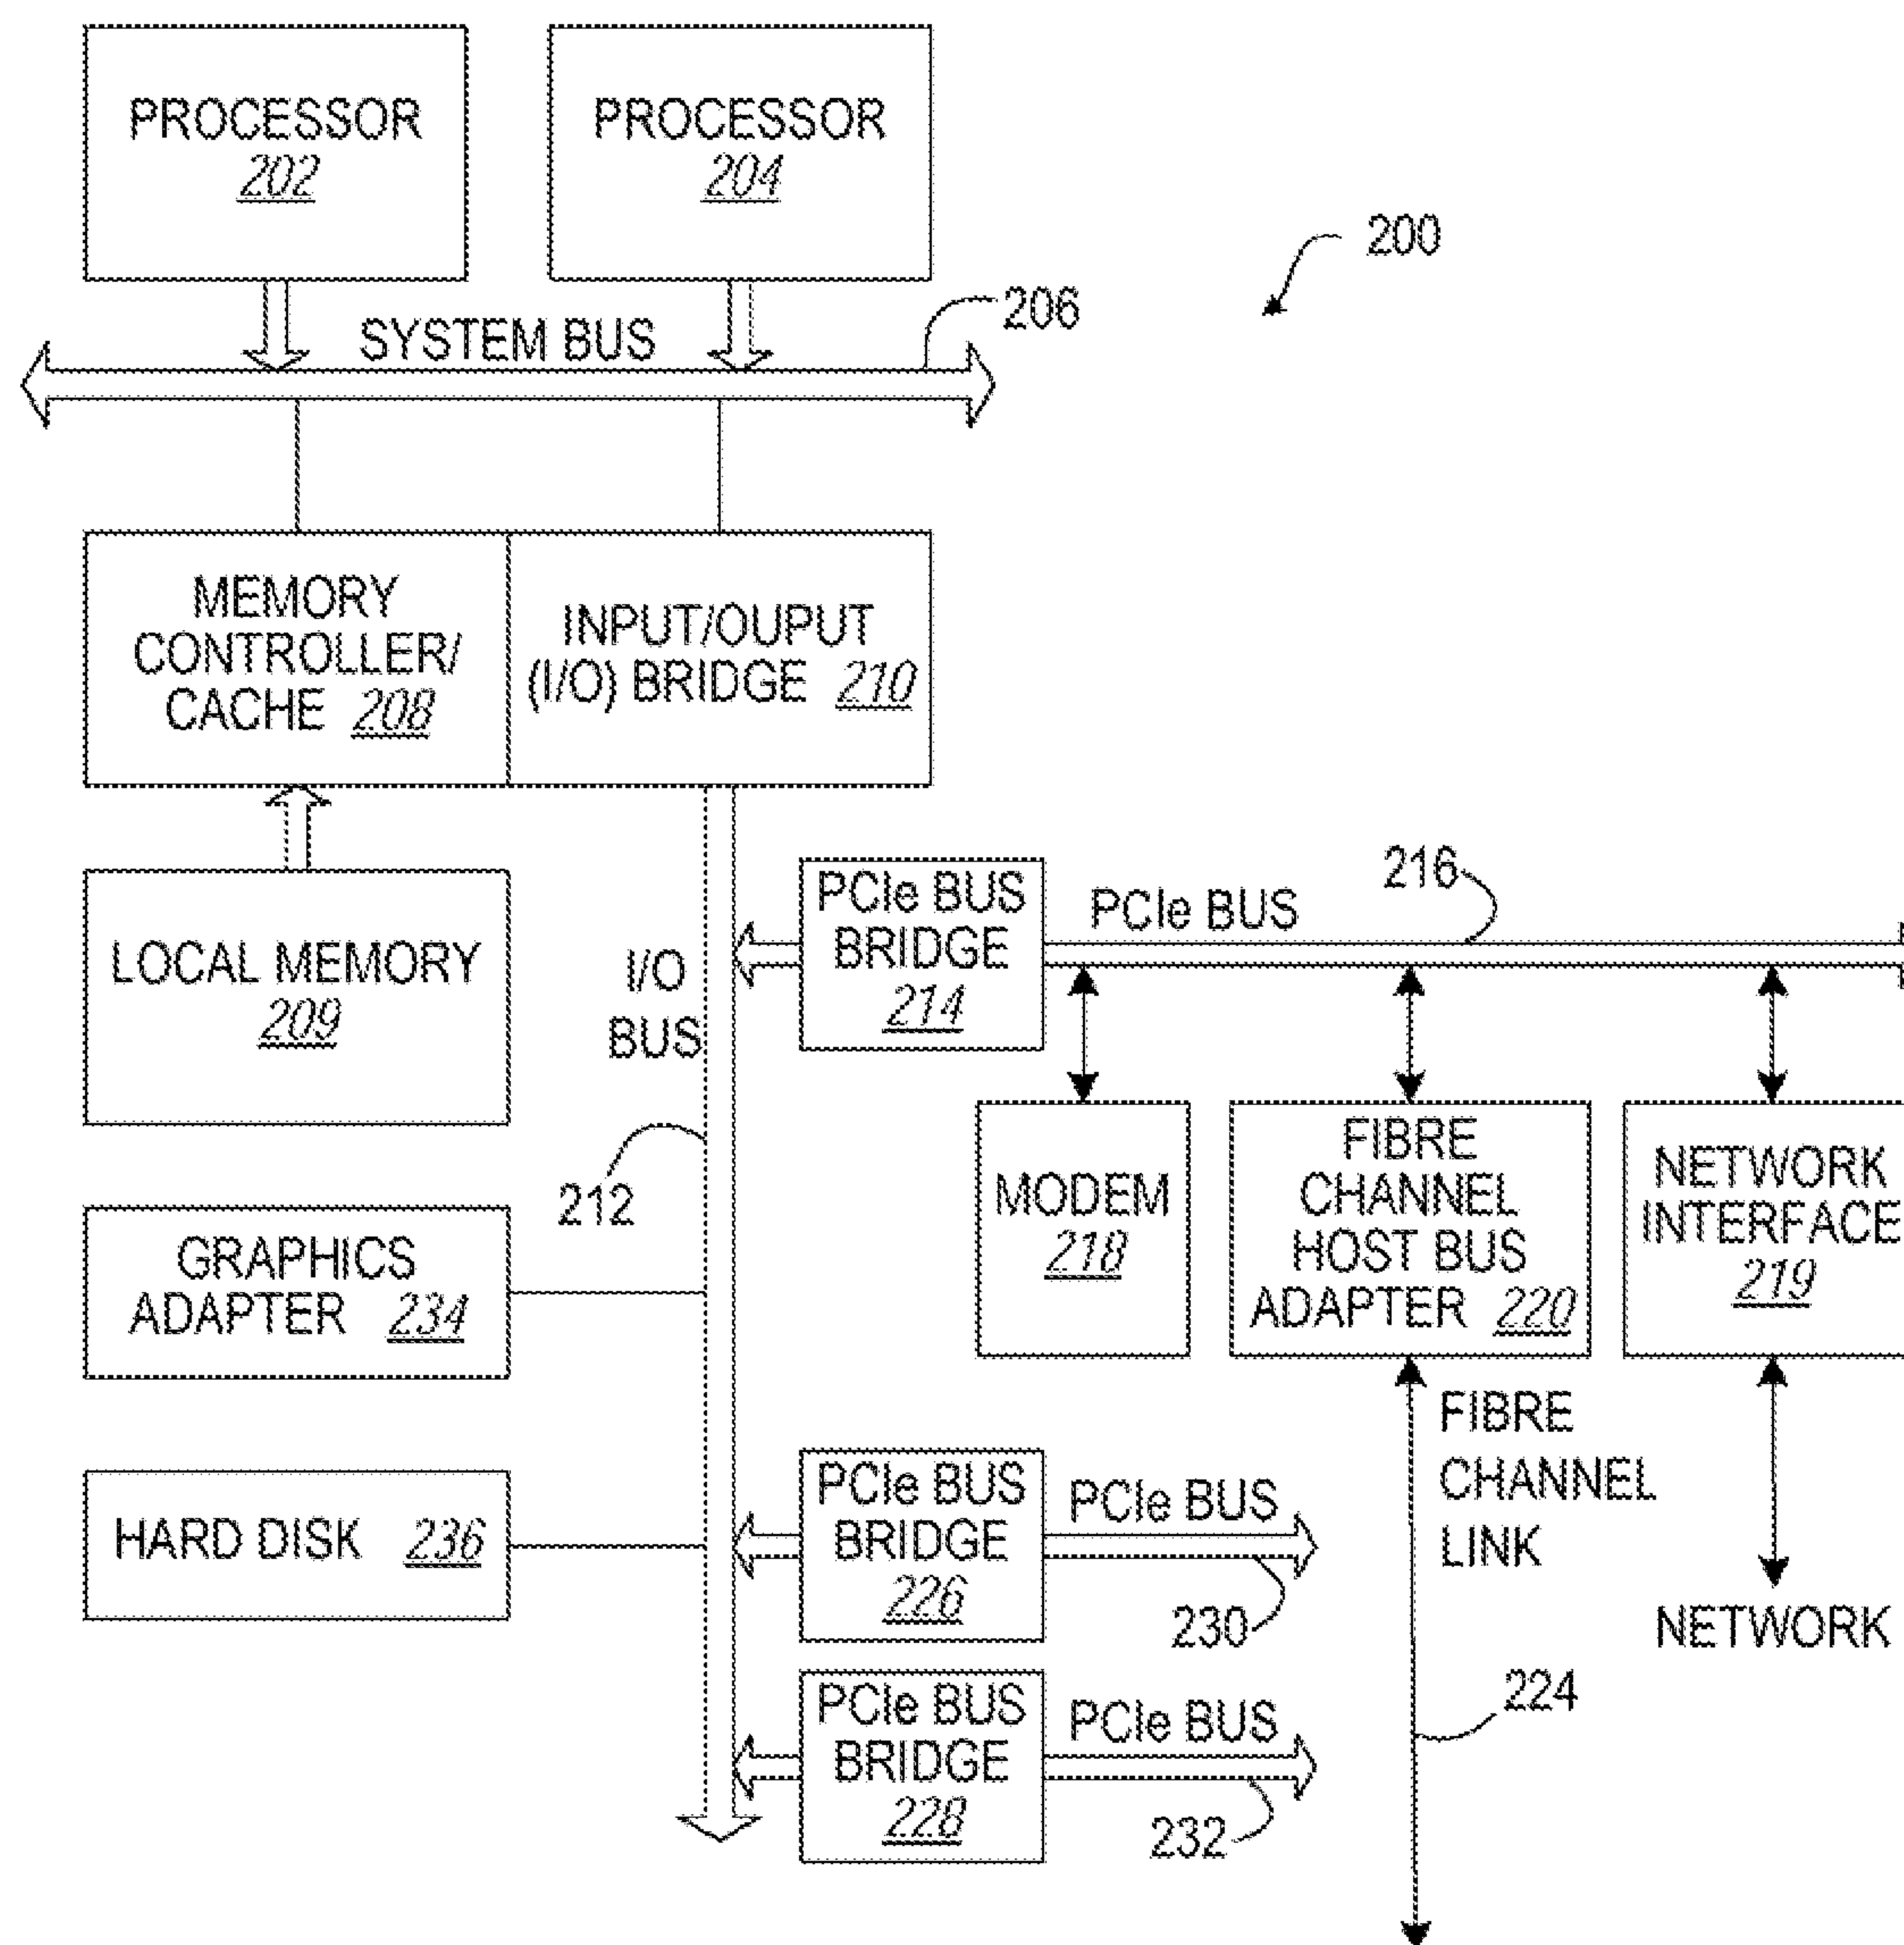 PROCESSOR
202
PROCESSOR
204
200
206
SYSTEM BUS
MEMORY
CONTROLLER/
CACHE 208
INPUT/OUPUT
(I/O) BRIDGE 210
LOCAL MEMORY
209
I/O
BUS
212
PCIe BUS
BRIDGE
214
PCIe BUS
216
MODEM
218
FIBRE
CHANNEL
HOST BUS
ADAPTER 220
NETWORK
INTERFACE
219
GRAPHICS
ADAPTER 234
HARD DISK 236
PCIe BUS
BRIDGE
226
PCIe BUS
230
FIBRE
CHANNEL
LINK
NETWORK
PCIe BUS
BRIDGE
228
PCIe BUS
232
224